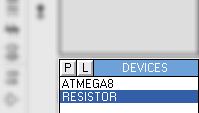 P L DEVICES
ATMEGA8
RESISTOR